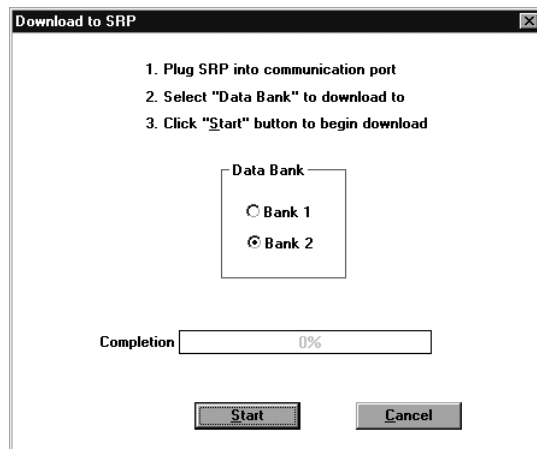 Download to SRP
1. Plug SRP into communication port
2. Select "Data Bank" to download to
3. Click "Start" button to begin download
Data Bank
Bank 1
Bank 2
Completion 0%
Start Cancel